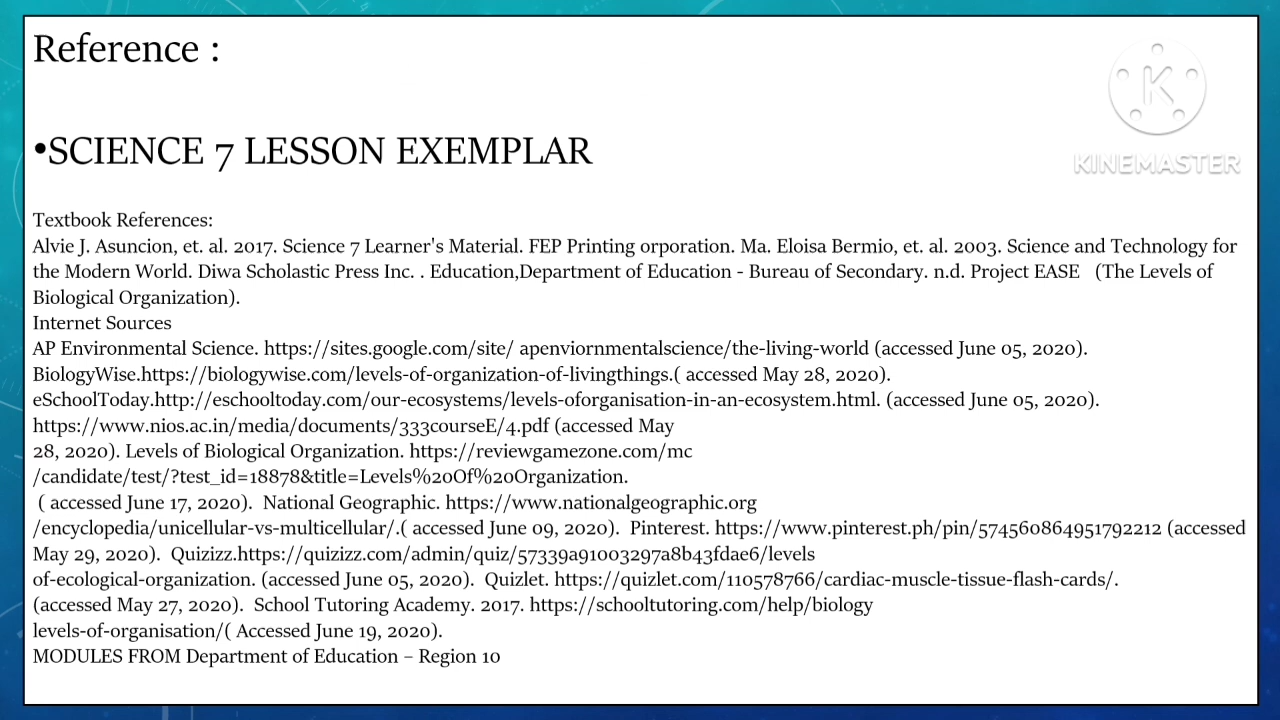 Reference :
•SCIENCE 7 LESSON EXEMPLAR
KINEMASTER
Textbook References:
Alvie J. Asuncion, et. al. 2017. Science 7 Learner's Material. FEP Printing orporation. Ma. Eloisa Bermio, et. al. 2003. Science and Technology for
the Modern World. Diwa Scholastic Press Inc. . Education,Department of Education - Bureau of Secondary. n.d. Project EASE (The Levels of
Biological Organization).
Internet Sources
AP Environmental Science. https://sites.google.com/site/ apenviornmentalscience/the-living-world (accessed June 05, 2020).
BiologyWise.https://biologywise.com/levels-of-organization-of-livingthings.( accessed May 28, 2020).
eSchoolToday.http://eschooltoday.com/our-ecosystems/levels-oforganisation-in-an-ecosystem.html. (accessed June 05, 2020).
https://www.nios.ac.in/media/documents/333courseE/4.pdf (accessed May
28, 2020). Levels of Biological Organization. https://reviewgamezone.com/mc
/candidate/test/?test_id=18878&title=Levels%20Of%20Organization.
( accessed June 17, 2020). National Geographic. https://www.nationalgeographic.org
/encyclopedia/unicellular-vs-multicellular/.( accessed June 09, 2020). Pinterest. https://www.pinterest.ph/pin/574560864951792212 (accessed
May 29, 2020). Quizizz.https://quizizz.com/admin/quiz/57339a91003297a8b43fdae6/levels
of-ecological-organization. (accessed June 05, 2020). Quizlet. https://quizlet.com/110578766/cardiac-muscle-tissue-flash-cards/.
(accessed May 27, 2020). School Tutoring Academy. 2017. https://schooltutoring.com/help/biology
levels-of-organisation/( Accessed June 19, 2020).
MODULES FROM Department of Education – Region 10